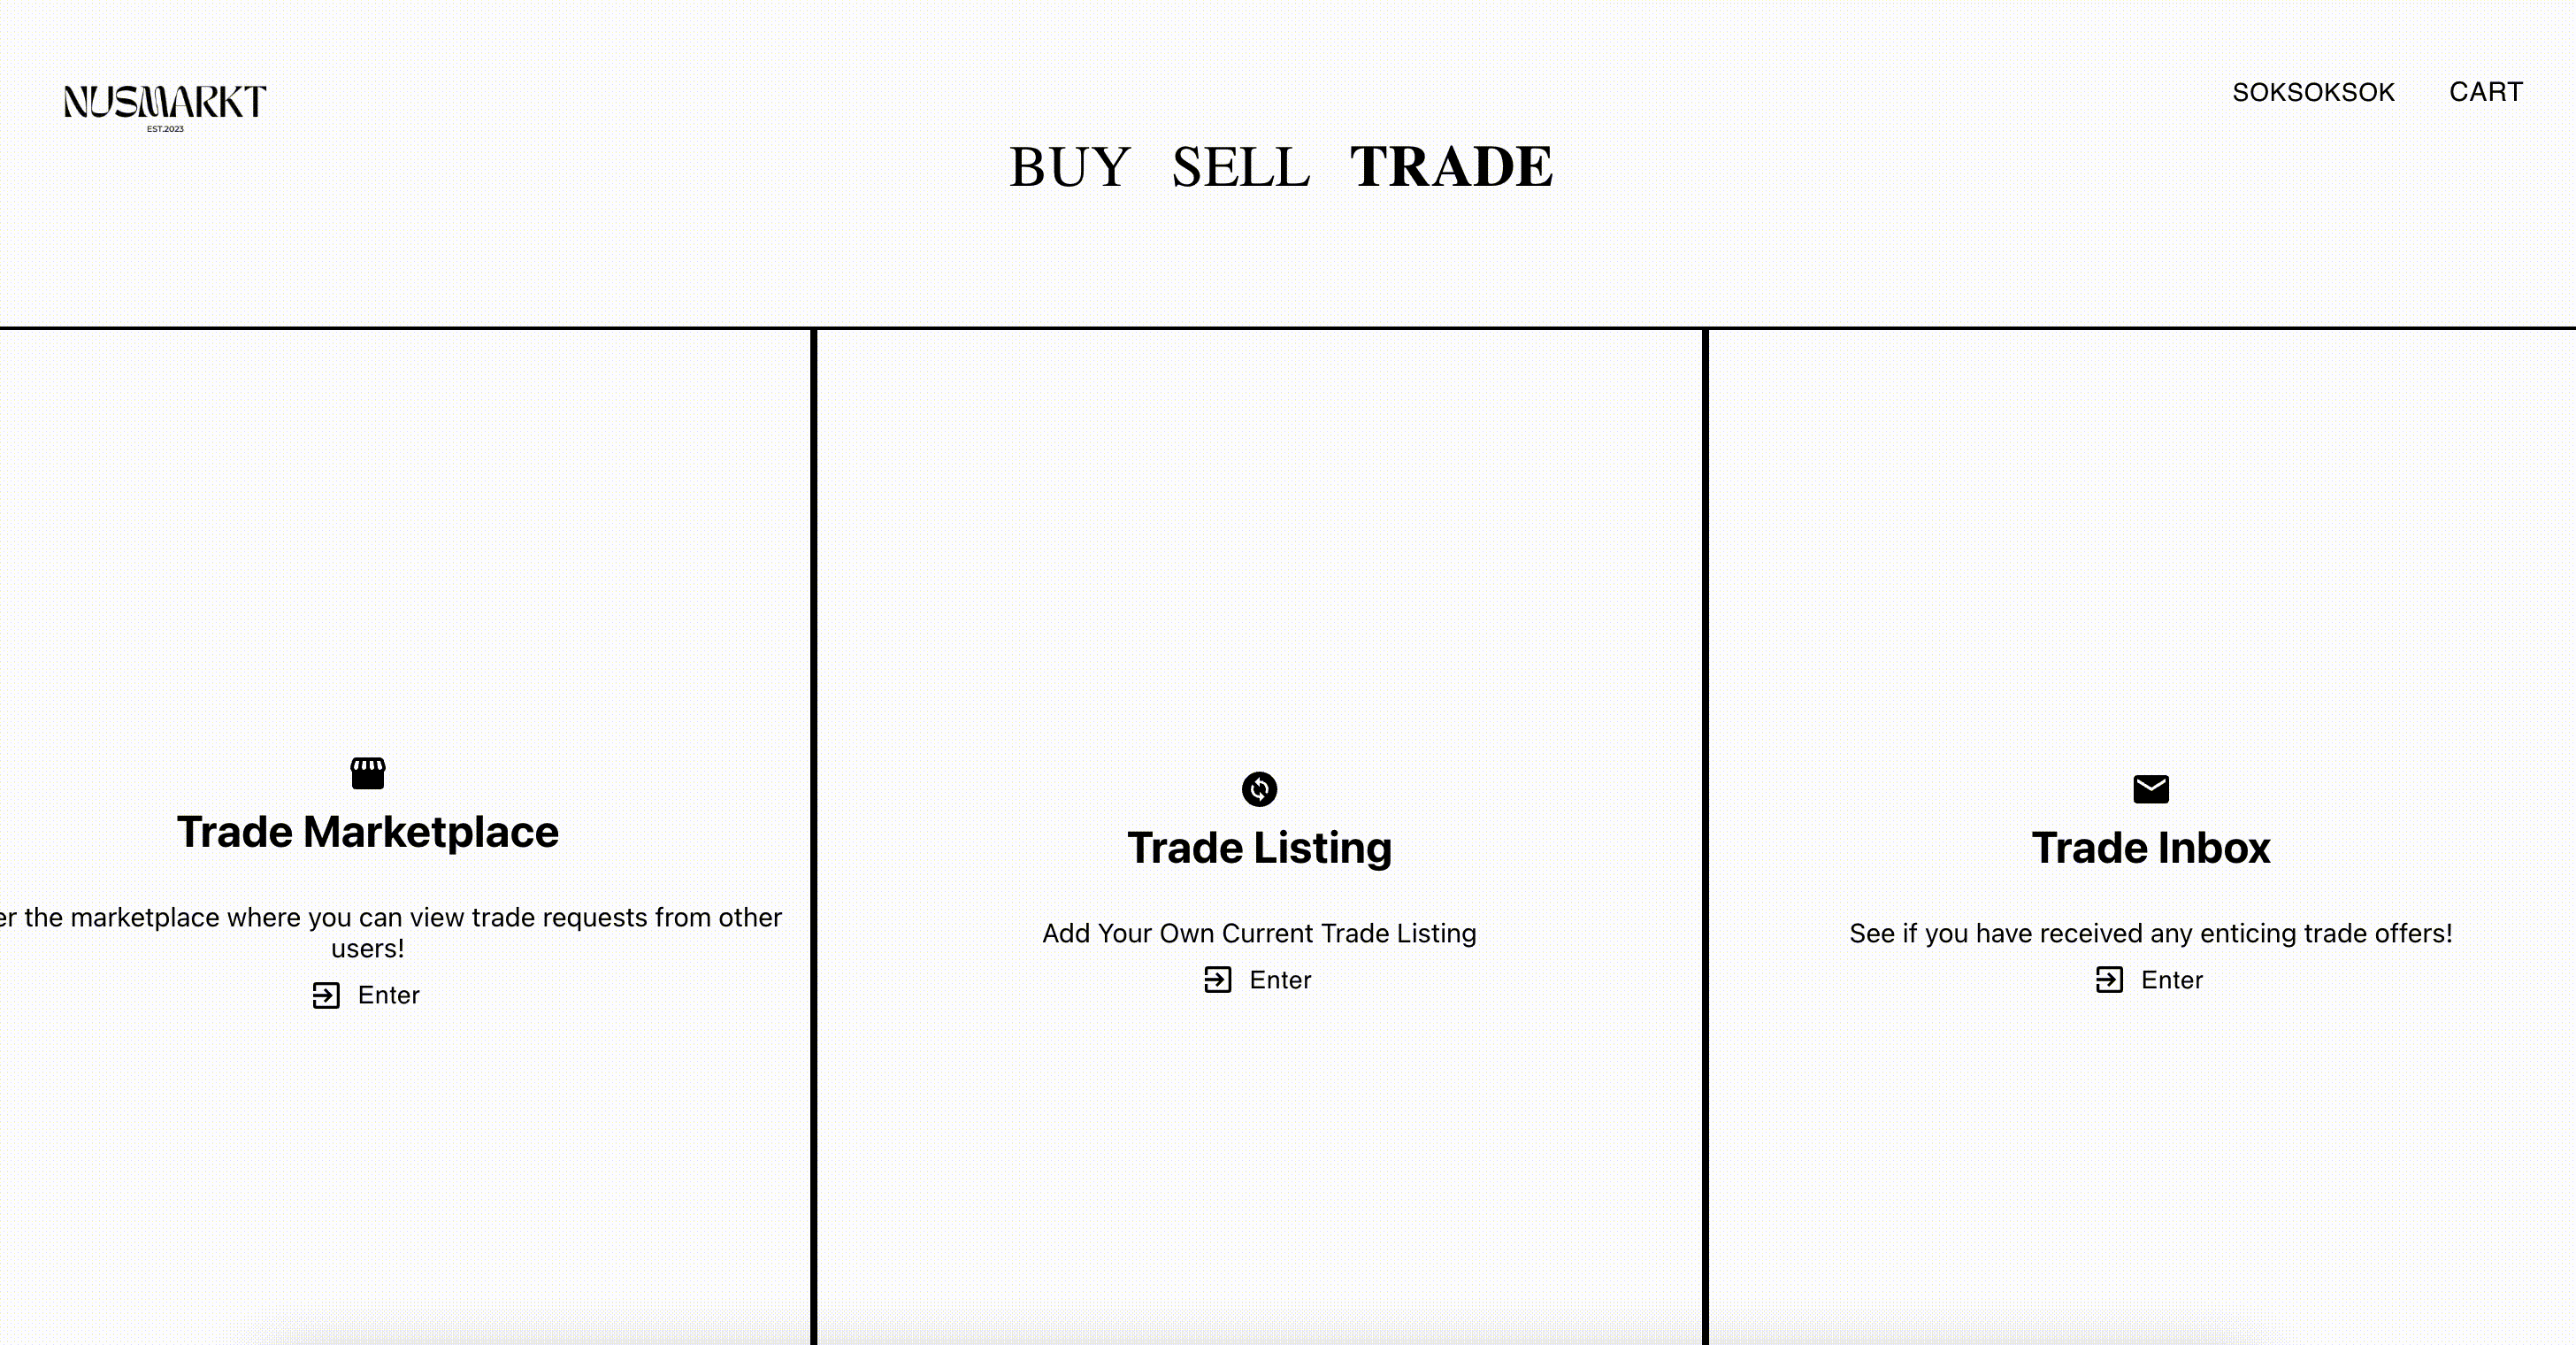 NUSMARKT
EST.2023
SOKSOKSOK CART
BUY SELL TRADE
Trade Marketplace
the marketplace where you can view trade requests from other
users!
Enter
Trade Listing
Add Your Own Current Trade Listing
Enter
Trade Inbox
See if you have received any enticing trade offers!
Enter